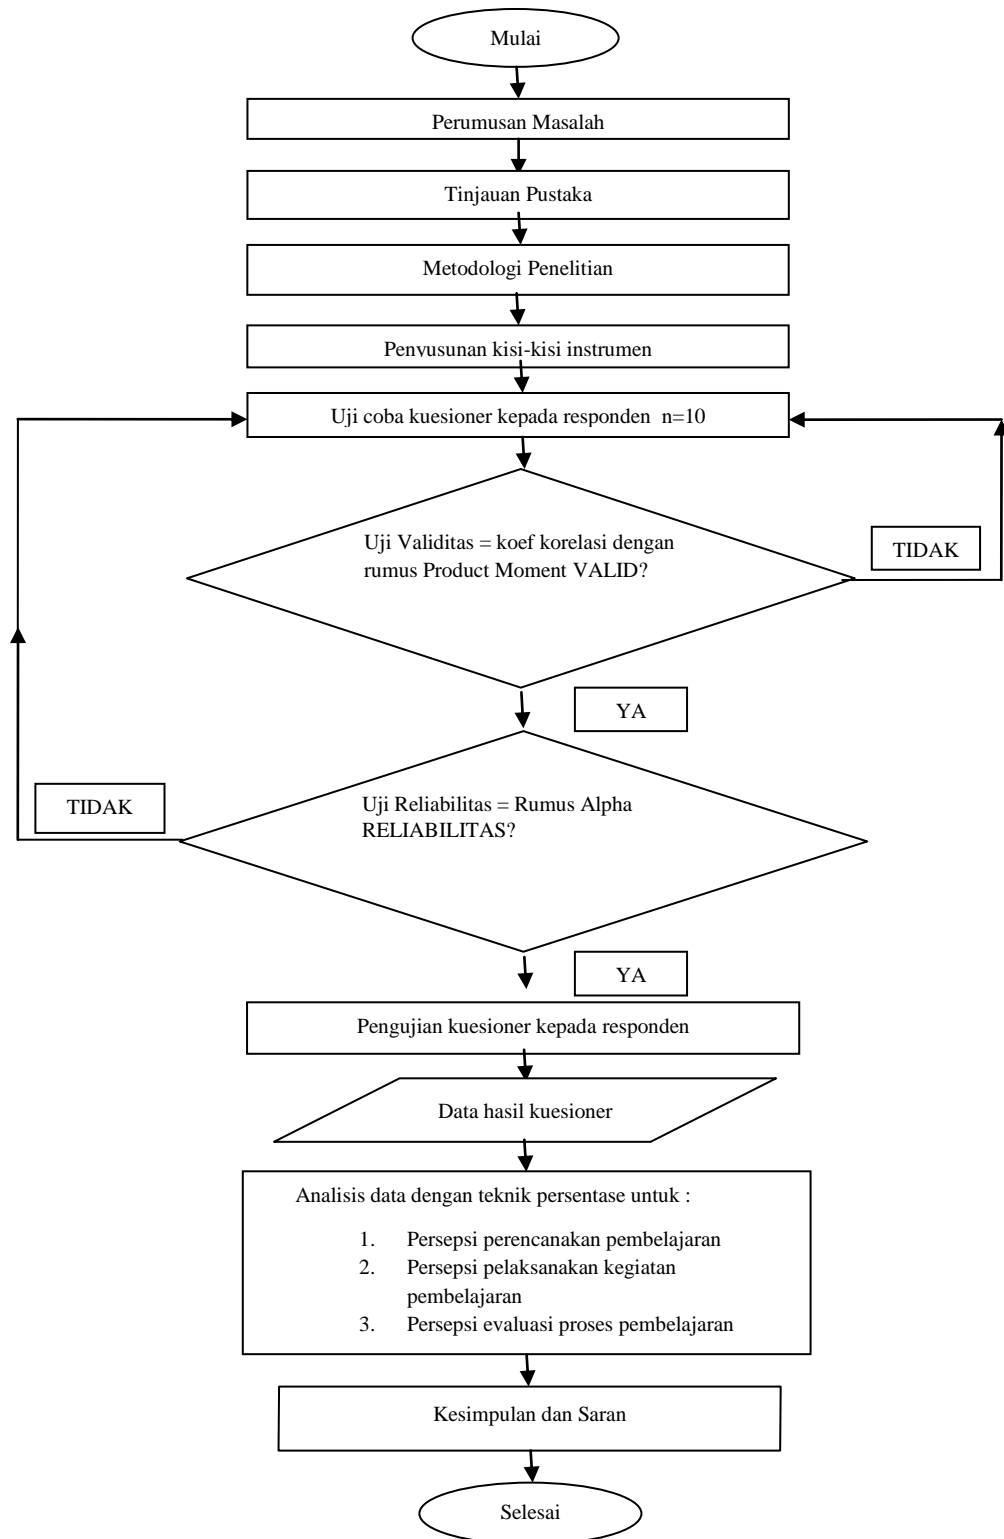 Mulai
Perumusan Masalah
Tinjauan Pustaka
Metodologi Penelitian
Penyusunan kisi-kisi instrumen
Uji coba kuesioner kepada responden n=10
Uji Validitas = koef korelasi dengan
rumus Product Moment VALID?
TIDAK
YA
Uji Reliabilitas = Rumus Alpha
RELIABILITAS?
TIDAK
YA
Pengujian kuesioner kepada responden
Data hasil kuesioner
Analisis data dengan teknik persentase untuk :
1. Persepsi perencanakan pembelajaran
2. Persepsi pelaksanakan kegiatan
pembelajaran
3. Persepsi evaluasi proses pembelajaran
Kesimpulan dan Saran
Selesai